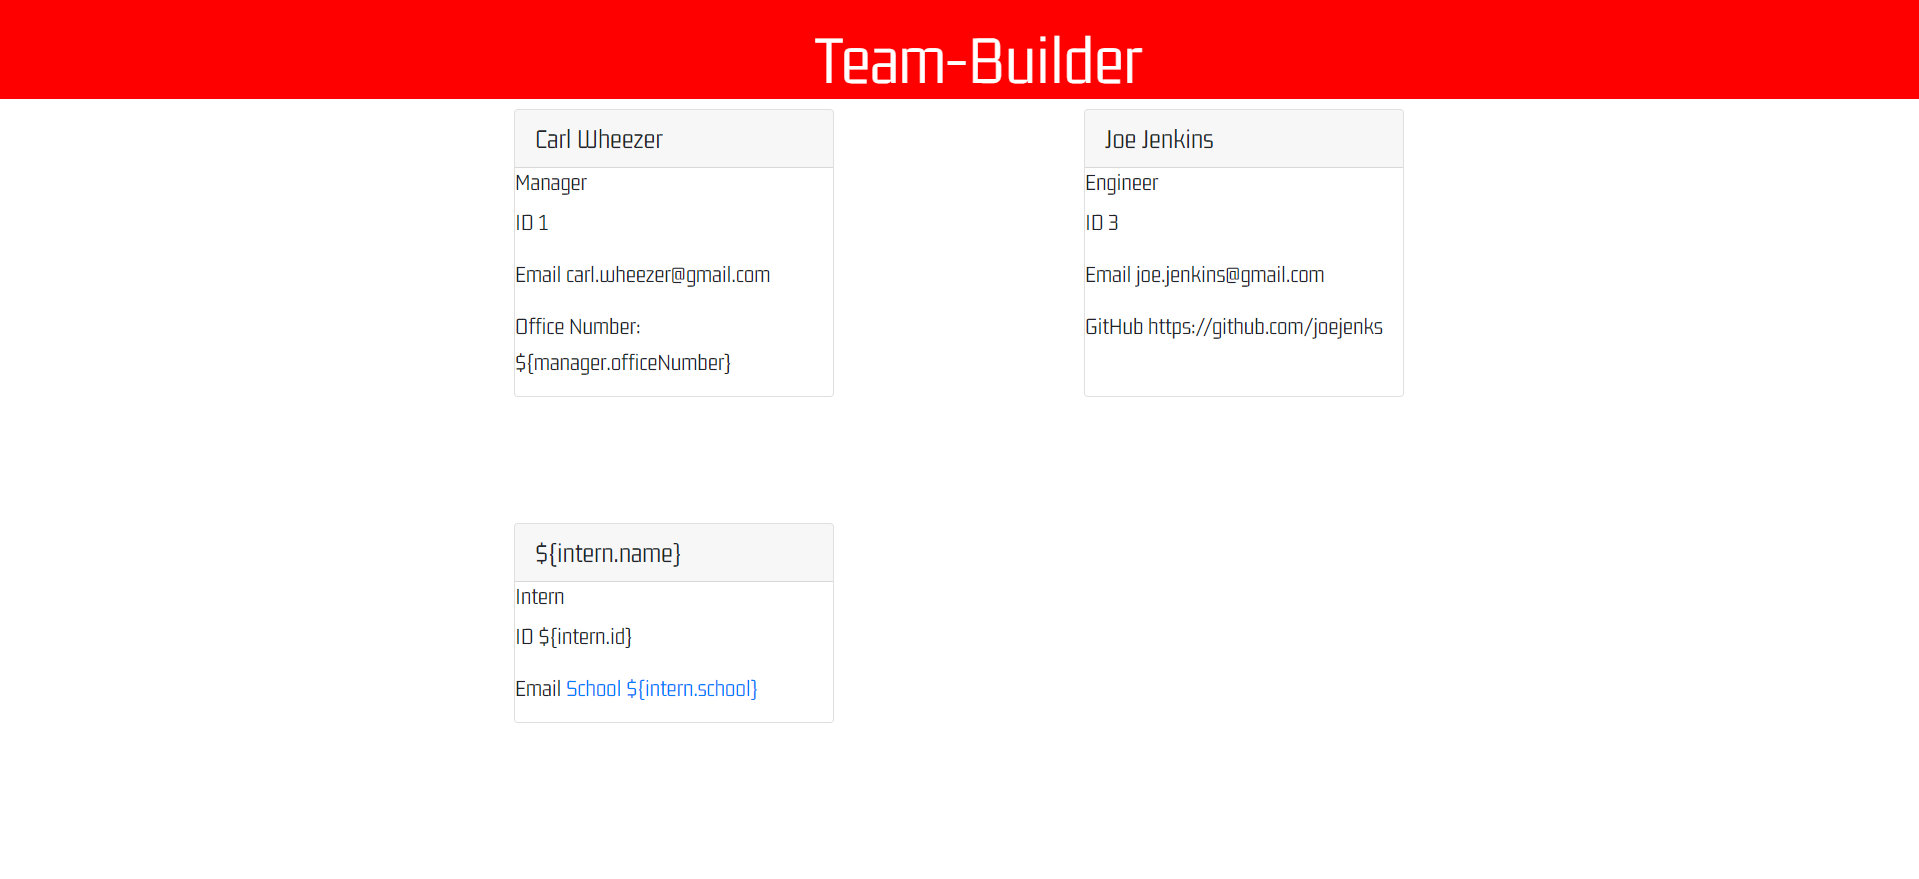 Team-Builder
Carl Wheezer
Manager
ID 1
Email carl.wheezer@gmail.com
Office Number:
${manager.officeNumber}
Joe Jenkins
Engineer
ID 3
Email joe.jenkins@gmail.com
GitHub https://github.com/joejenks
${intern.name}
Intern
ID ${intern.id}
Email School ${intern.school}